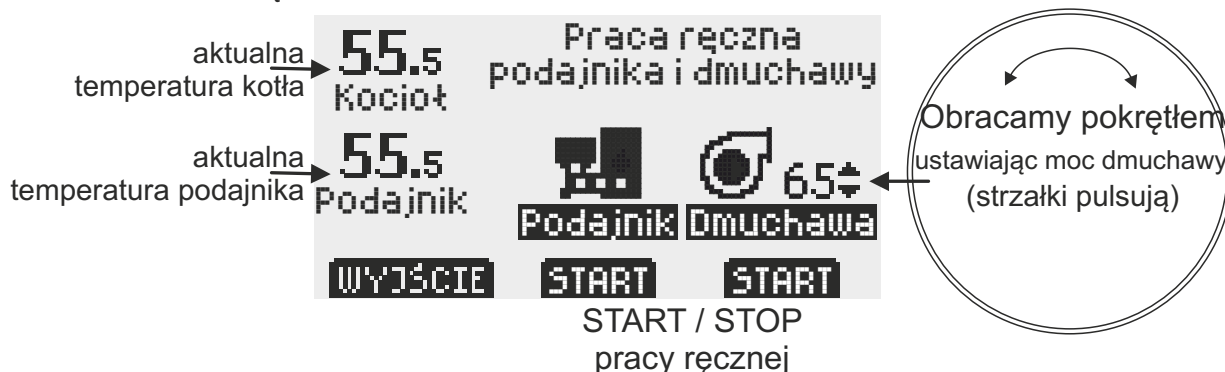 aktualna
temperatura kotła
55.5
Kocioł
Praca ręczna
podajnika i dmuchawy
aktualna
temperatura podajnika
55.5
Podajnik
65
Podajnik
Dmuchawa
Obracamy pokrętłem
ustawiając moc dmuchawy
(strzałki pulsują)
WYJŚCIE
START
START
START / STOP
pracy ręcznej